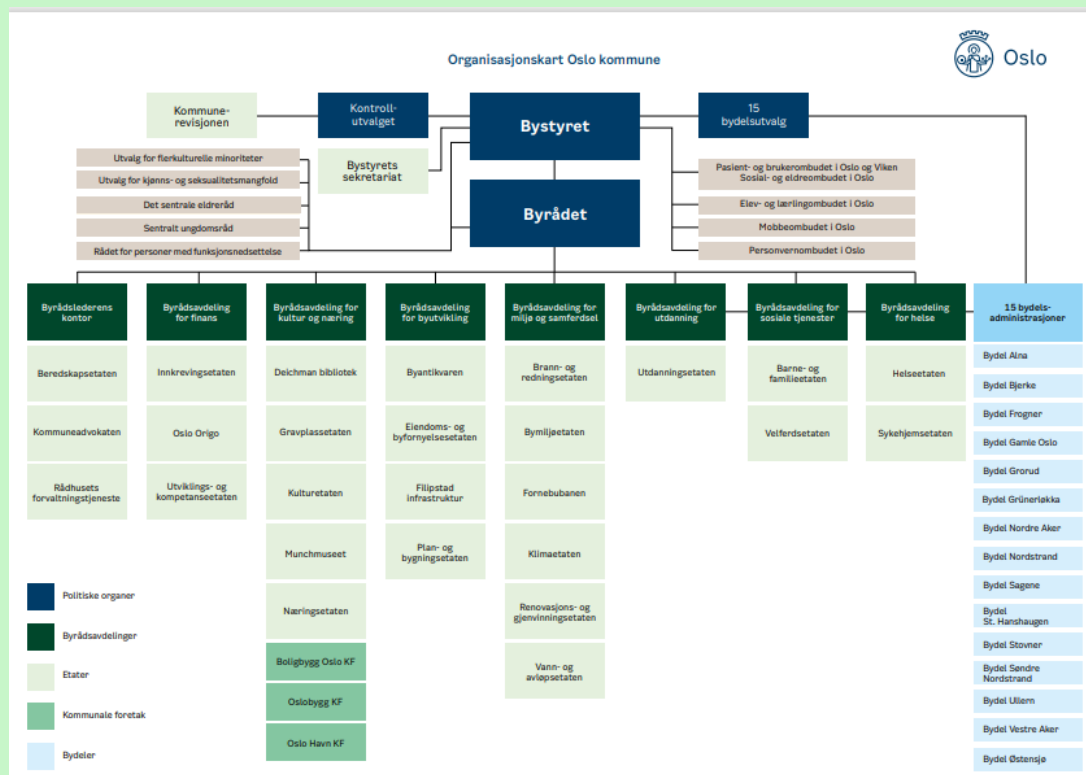 Organisasjonskart Oslo kommune
Oslo
Kommune-
revisjonen
Kontroll-
utvalget
Bystyret
15
bydelsutvalg
Utvalg for flerkulturelle minoriteter
Utvalg for kjønns- og seksualitetsmangfold
Det sentrale eldreråd
Sentralt ungdomsråd
Rådet for personer med funksjonsnedsettelse
Bystyrets
sekretariat
Byrådet
Pasient- og brukerombudet i Oslo og Viken
Sosial- og eldreombudet i Oslo
Elev- og lærlingombudet i Oslo
Mobbeombudet i Oslo
Personvernombudet i Oslo
Byrådslederens
kontor
Beredskapsetaten
Kommuneadvokaten
Rådhusets
forvaltningstjeneste
Byrådsavdeling
for finans
Innkrevingsetaten
Oslo Origo
Utviklings- og
kompetanseetaten
Byrådsavdeling for
kultur og næring
Deichman bibliotek
Gravplassetaten
Kulturetaten
Munchmuseet
Næringsetaten
Boligbygg Oslo KF
Oslobygg KF
Oslo Havn KF
Byrådsavdeling
for byutvikling
Byantikvaren
Eiendoms- og
byfornyelsesetaten
Filipstad
infrastruktur
Plan- og
bygningsetaten
Byrådsavdeling for
miljø og samferdsel
Brann- og
redningsetaten
Bymiljøetaten
Fornebubanen
Klimaetaten
Renovasjons- og
gjenvinningsetaten
Vann- og
avløpsetaten
Byrådsavdeling for
utdanning
Utdanningsetaten
Byrådsavdeling for
sosiale tjenester
Barne- og
familieetaten
Velferdsetaten
Byrådsavdeling
for helse
Helseetaten
Sykehjemsetaten
15 bydels-
administrasjoner
Bydel Alna
Bydel Bjerke
Bydel Frogner
Bydel Gamle Oslo
Bydel Grorud
Bydel Grünerløkka
Bydel Nordre Aker
Bydel Nordstrand
Bydel Sagene
Bydel
St. Hanshaugen
Bydel Stovner
Bydel Søndre
Nordstrand
Bydel Ullern
Bydel Vestre Aker
Bydel Østensjø
Politiske organer
Byrådsavdelinger
Etater
Kommunale foretak
Bydeler